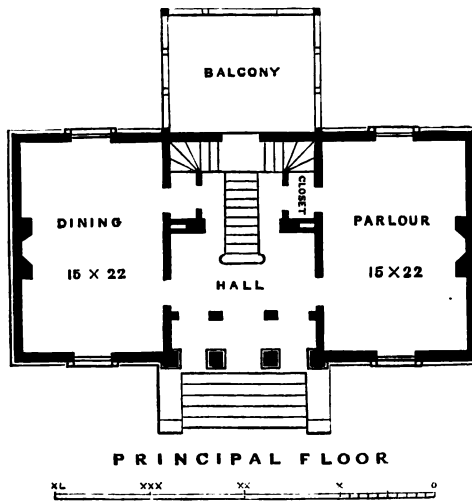 BALCONY
CLOSET
DINING
PARLOUR
15 X 22
15 X 22
HALL
PRINCIPAL FLOOR
XL XXX XX X 0